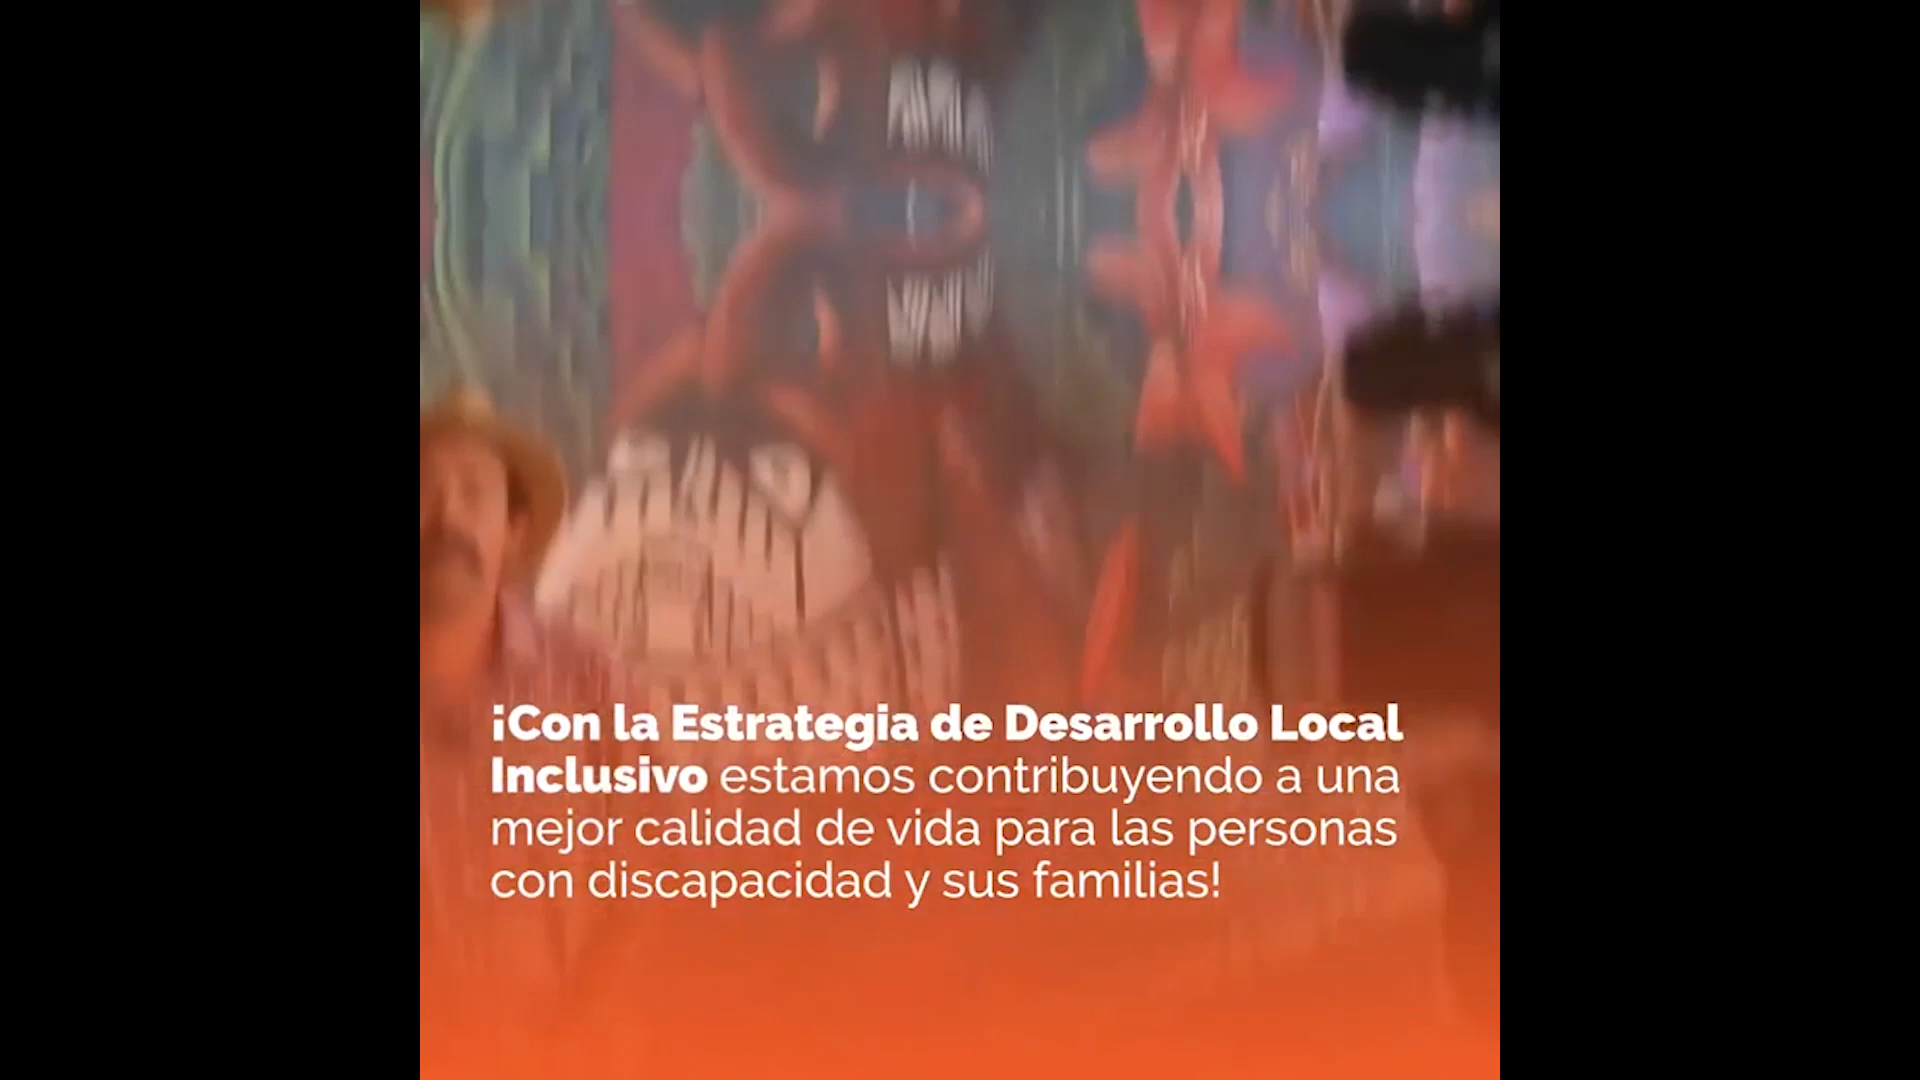 ¡Con la Estrategia de Desarrollo Local
Inclusivo estamos contribuyendo a una
mejor calidad de vida para las personas
con discapacidad y sus familias!